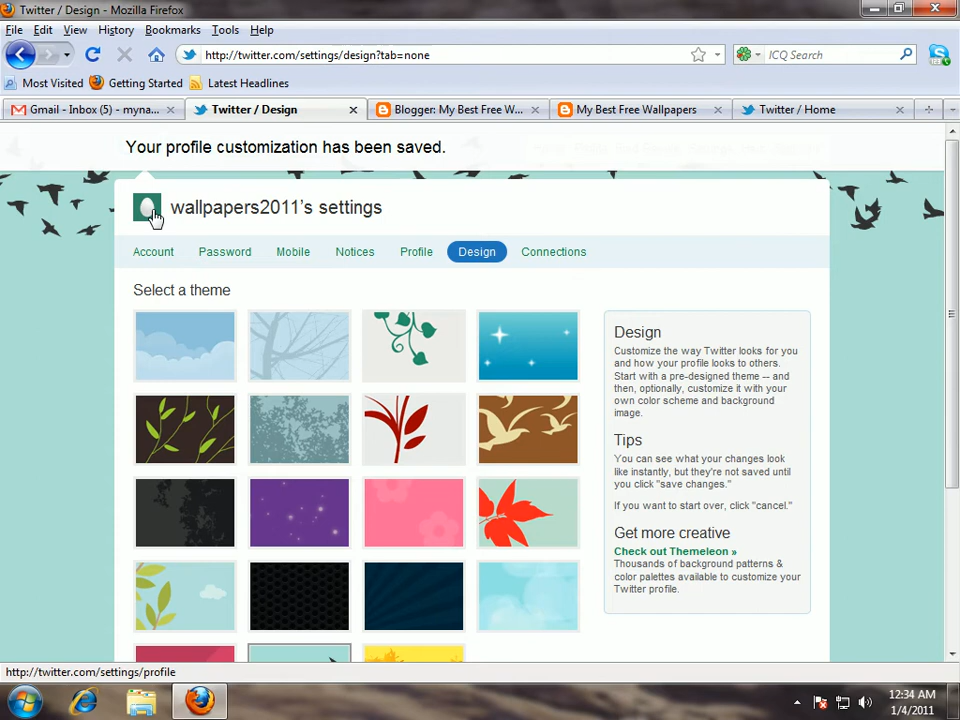 Twitter / Design - Mozilla Firefox
File Edit View History Bookmarks Tools Help
http://twitter.com/settings/design?tab=none
ICQ Search
Most Visited Getting Started Latest Headlines
Gmail - Inbox (5) - myna...
Twitter / Design
Blogger: My Best Free W...
My Best Free Wallpapers
Twitter / Home
Your profile customization has been saved.
wallpapers2011's settings
Account Password Mobile Notices Profile Design Connections
Select a theme
Design
Customize the way Twitter looks for you
and how your profile looks to others.
Start with a pre-designed theme -- and
then, optionally, customize it with your
own color scheme and background
image.
Tips
You can see what your changes look
like instantly, but they're not saved until
you click "save changes."
If you want to start over, click "cancel."
Get more creative
Check out Themeleon »
Thousands of background patterns &
color palettes available to customize your
Twitter profile.
http://twitter.com/settings/profile
12:34 AM
1/4/2011